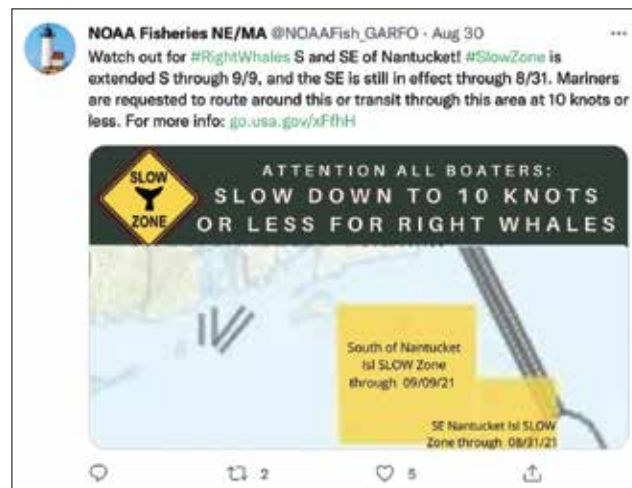 NOAA Fisheries NE/MA @NOAAFish_GARFO · Aug 30 ...
Watch out for #RightWhales S and SE of Nantucket! #SlowZone is
extended S through 9/9, and the SE is still in effect through 8/31. Mariners
are requested to route around this or transit through this area at 10 knots or
less. For more info: go.usa.gov/xFfhH
SLOW
ZONE
ATTENTION ALL BOATERS:
SLOW DOWN TO 10 KNOTS
OR LESS FOR RIGHT WHALES
South of Nantucket
Isl SLOW Zone
through 09/09/21
SE Nantucket Isl SLOW
Zone through 08/31/21
2
5